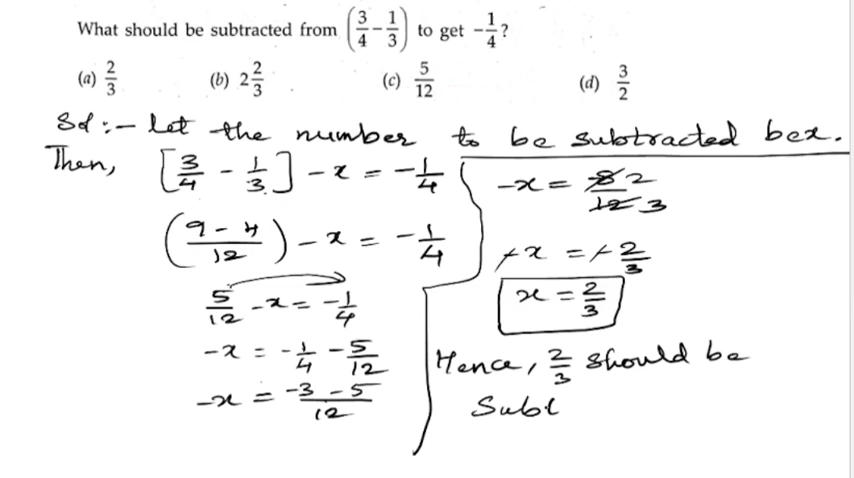 What should be subtracted from (3/4 - 1/3) to get -1/4?
(a) 2/3 (b) 2 2/3 (c) 5/12 (d) 3/2
Sol :- let the number to be subtracted be x.
Then, [3/4 - 1/3] - x = -1/4
((9 - 4)/12) - x = -1/4
5/12 - x = -1/4
-x = -1/4 - 5/12
-x = (-3 - 5)/12
-x = -8/12 2/3
-x = -2/3
x = 2/3
Hence, 2/3 should be
Subt